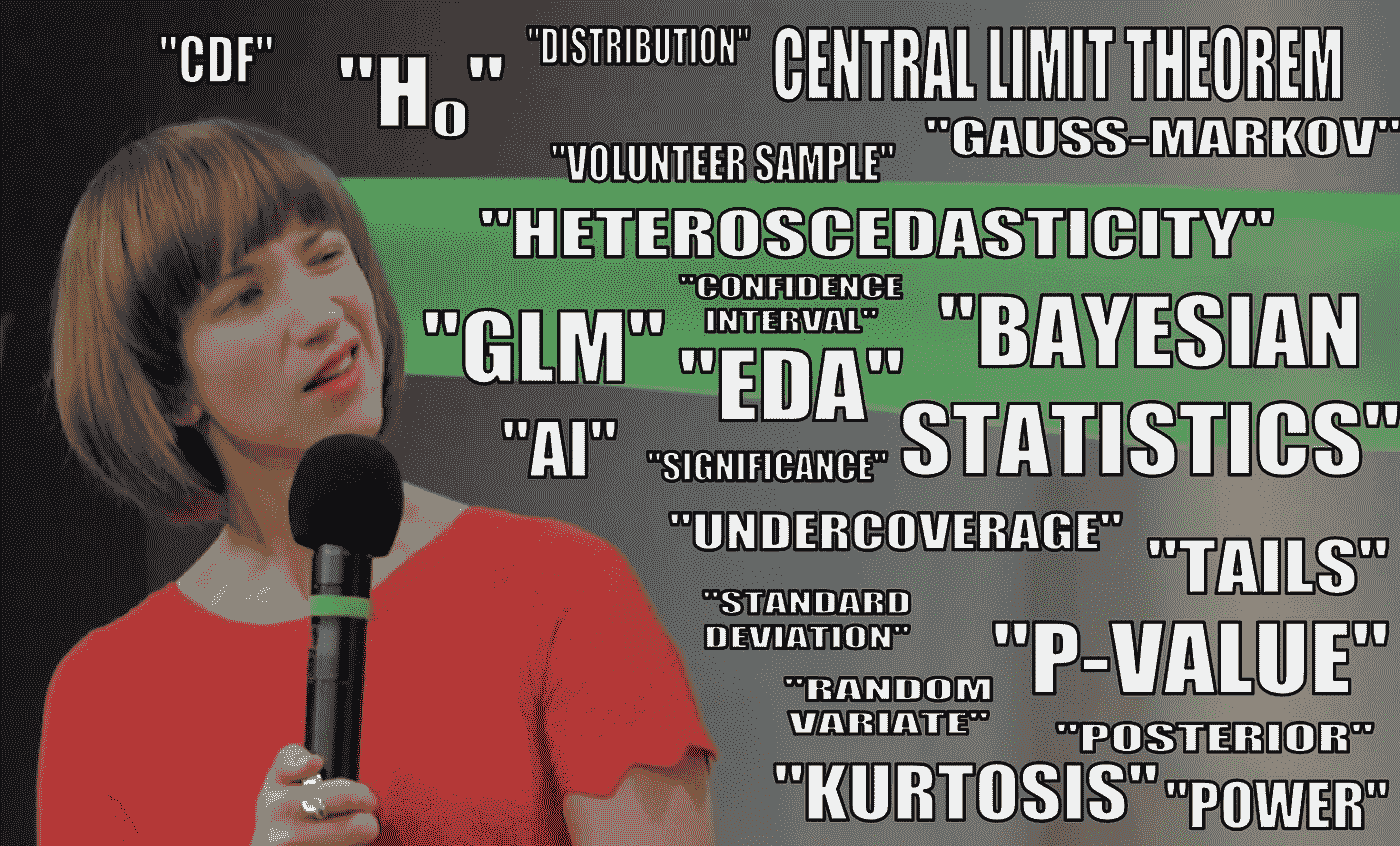 "CDF"
"H₀"
"DISTRIBUTION"
CENTRAL LIMIT THEOREM
"GAUSS-MARKOV"
"VOLUNTEER SAMPLE"
"HETEROSCEDASTICITY"
"CONFIDENCE
INTERVAL"
"GLM"
"EDA"
"BAYESIAN
STATISTICS"
"AI"
"SIGNIFICANCE"
"UNDERCOVERAGE"
"TAILS"
"STANDARD
DEVIATION"
"P-VALUE"
"RANDOM
VARIATE"
"POSTERIOR"
"KURTOSIS"
"POWER"